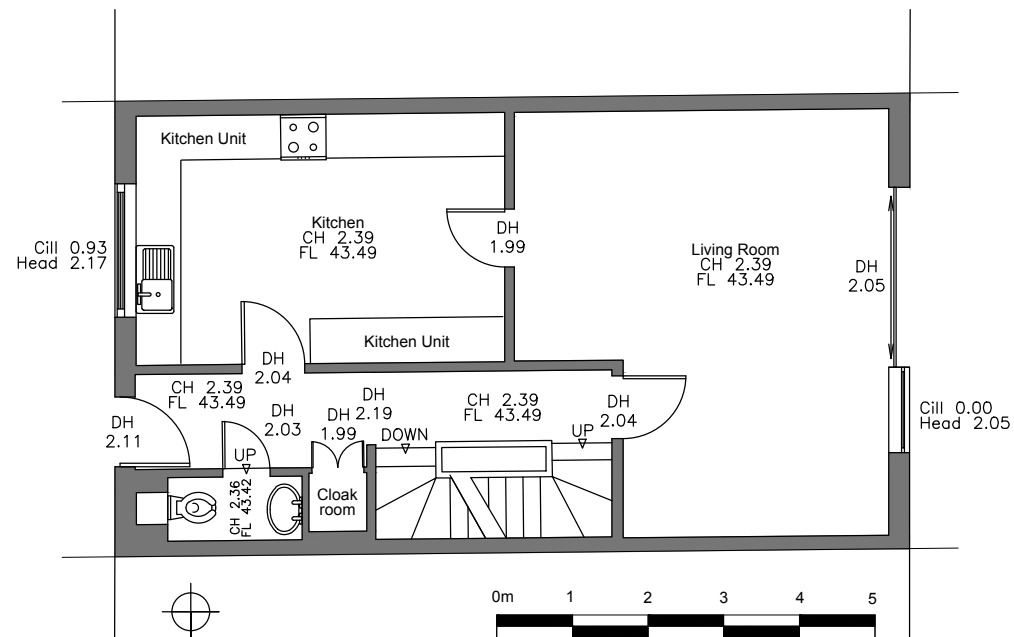 Kitchen Unit
Kitchen
CH 2.39
FL 43.49
DH
1.99
Living Room
CH 2.39
FL 43.49
DH
2.05
Cill 0.93
Head 2.17
Kitchen Unit
DH
2.04
CH 2.39
FL 43.49
DH
2.11
DH
2.03
DH
1.99
DH
2.19
CH 2.39
FL 43.49
DH
2.04
Cill 0.00
Head 2.05
DOWN
UP
UP
CH 2.36
FL 43.42
Cloak
room
0m 1 2 3 4 5